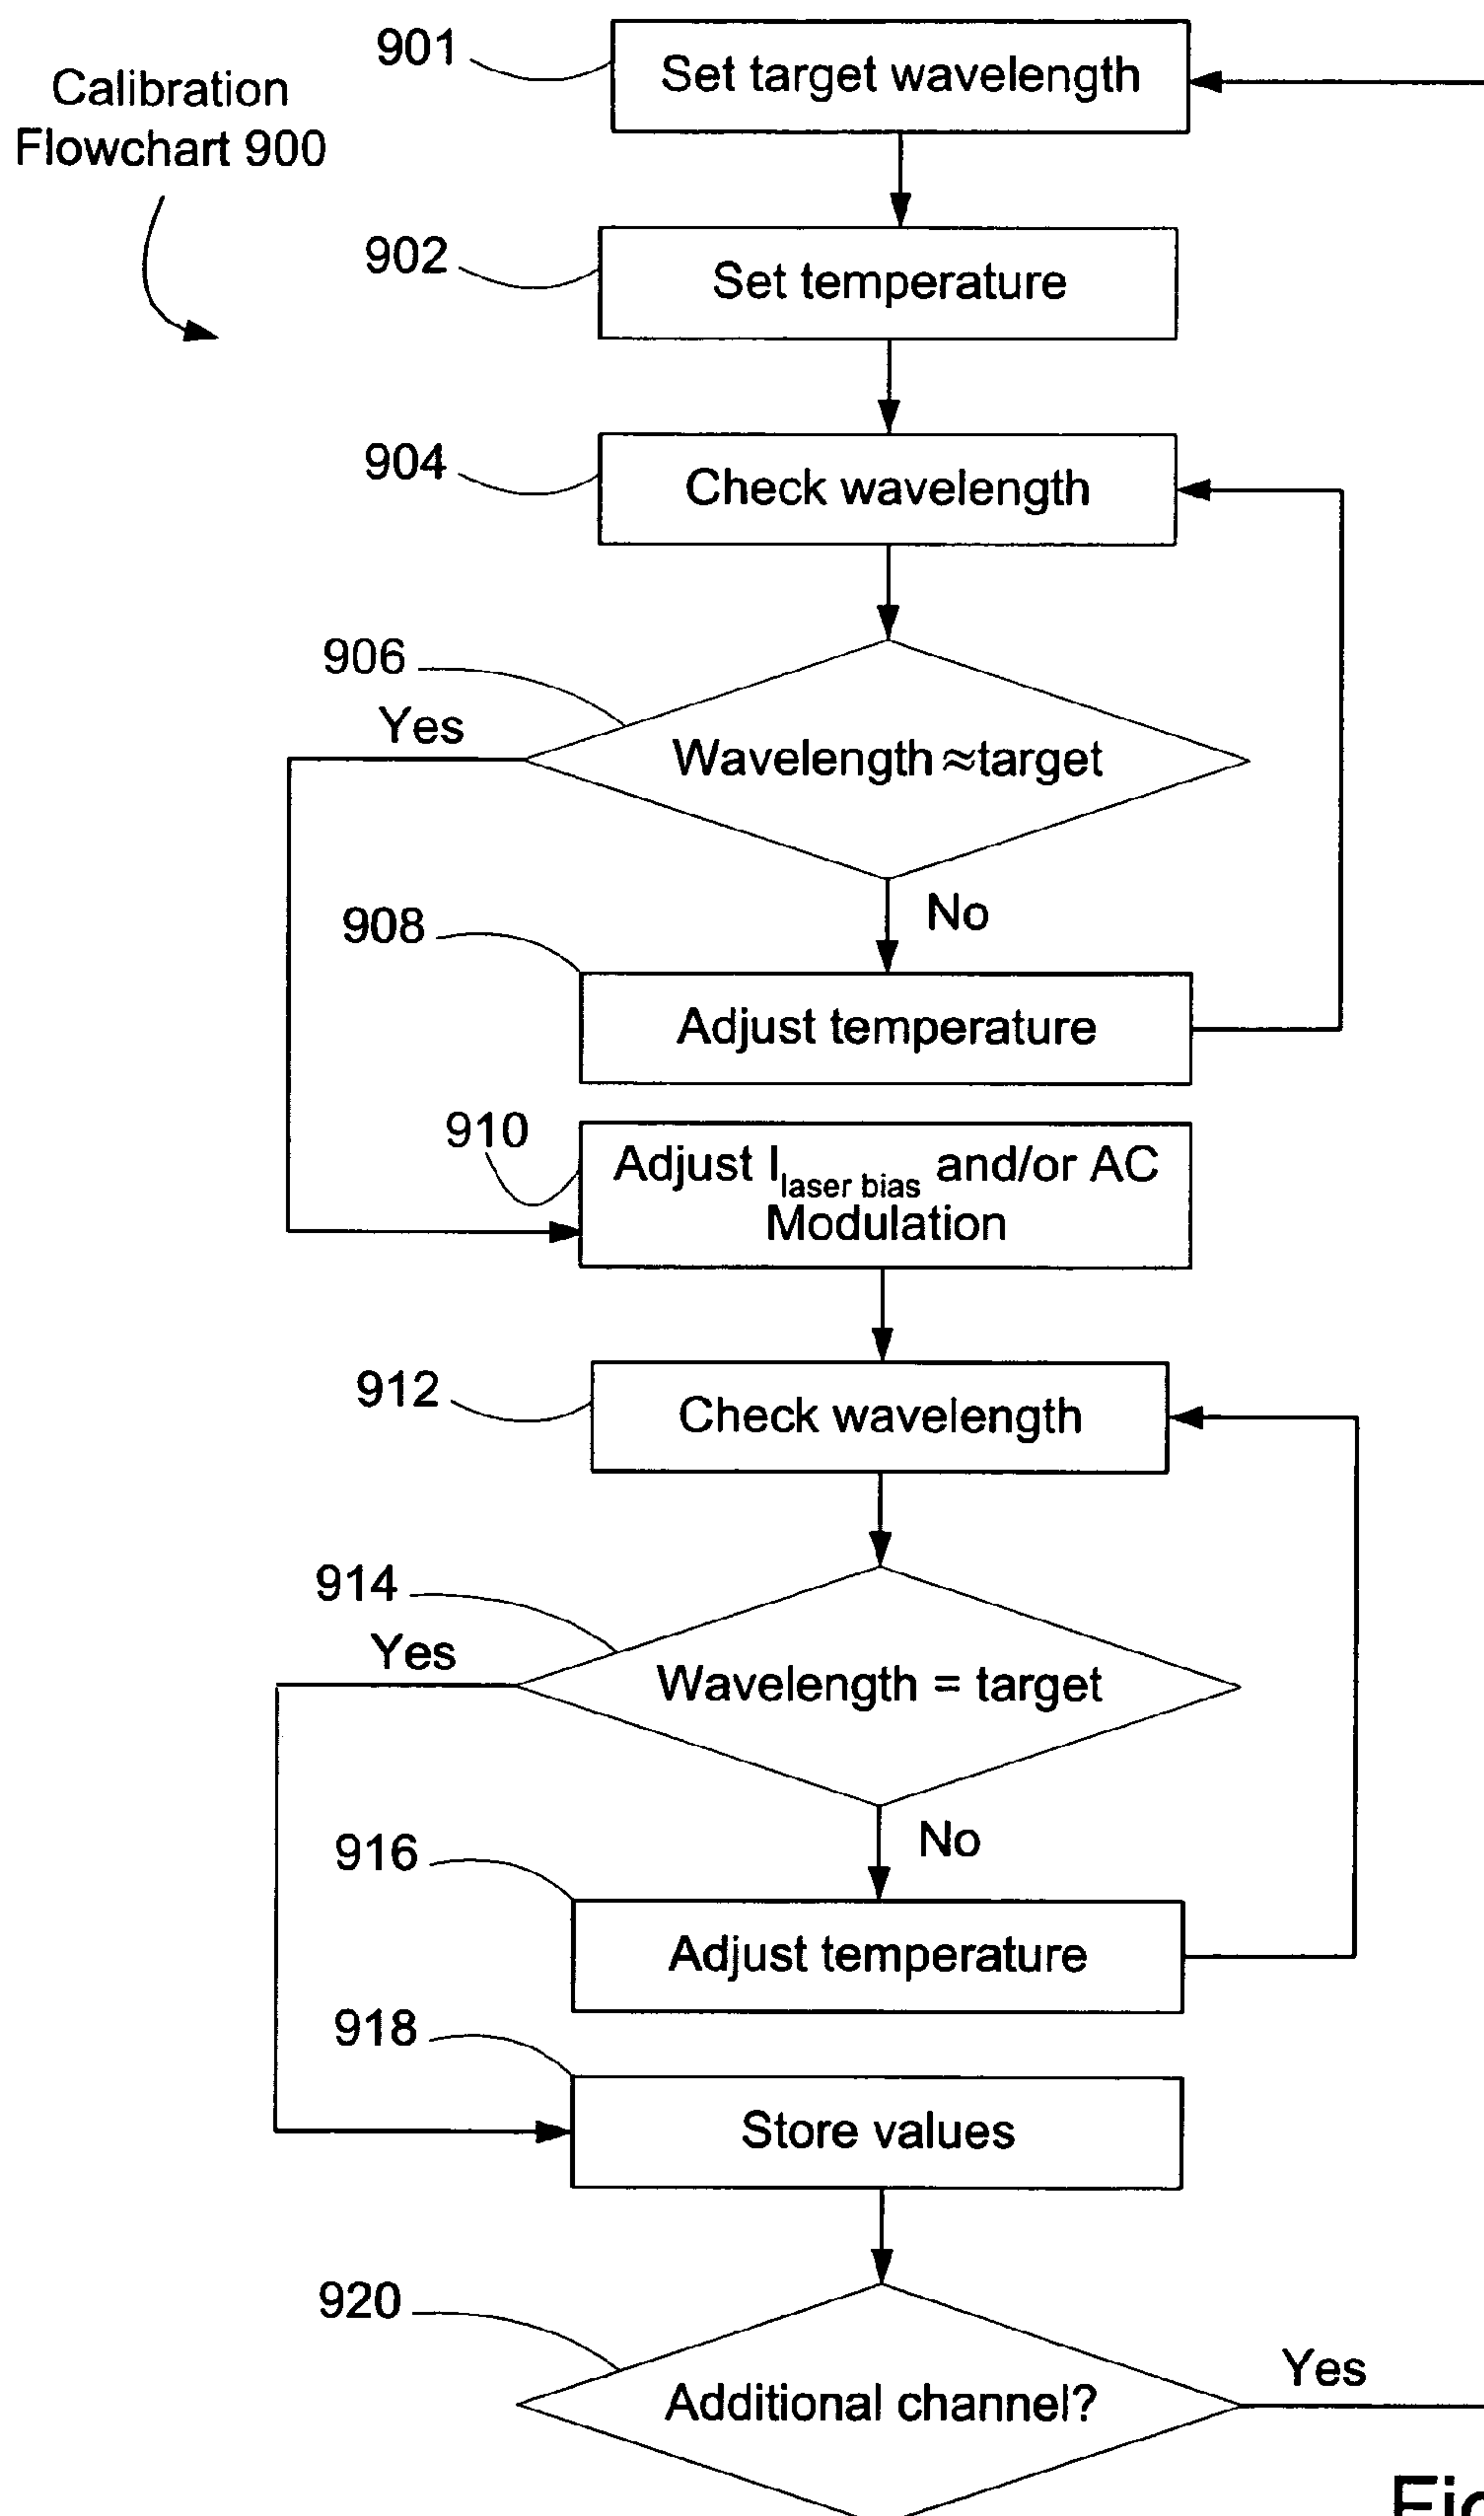 901
Set target wavelength
Calibration
Flowchart 900
902
Set temperature
904
Check wavelength
906
Yes
Wavelength ≈ target
No
908
Adjust temperature
910
Adjust I laser bias and/or AC
Modulation
912
Check wavelength
914
Yes
Wavelength = target
No
916
Adjust temperature
918
Store values
920
Yes
Additional channel?